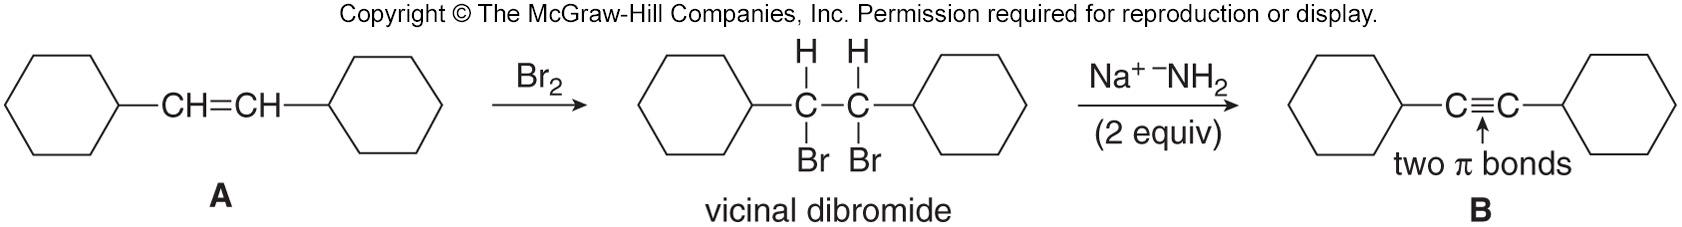 Copyright © The McGraw-Hill Companies, Inc. Permission required for reproduction or display.
CH=CH
A
Br₂
H H
C–C
Br Br
vicinal dibromide
Na⁺ ⁻NH₂
(2 equiv)
C≡C
two π bonds
B